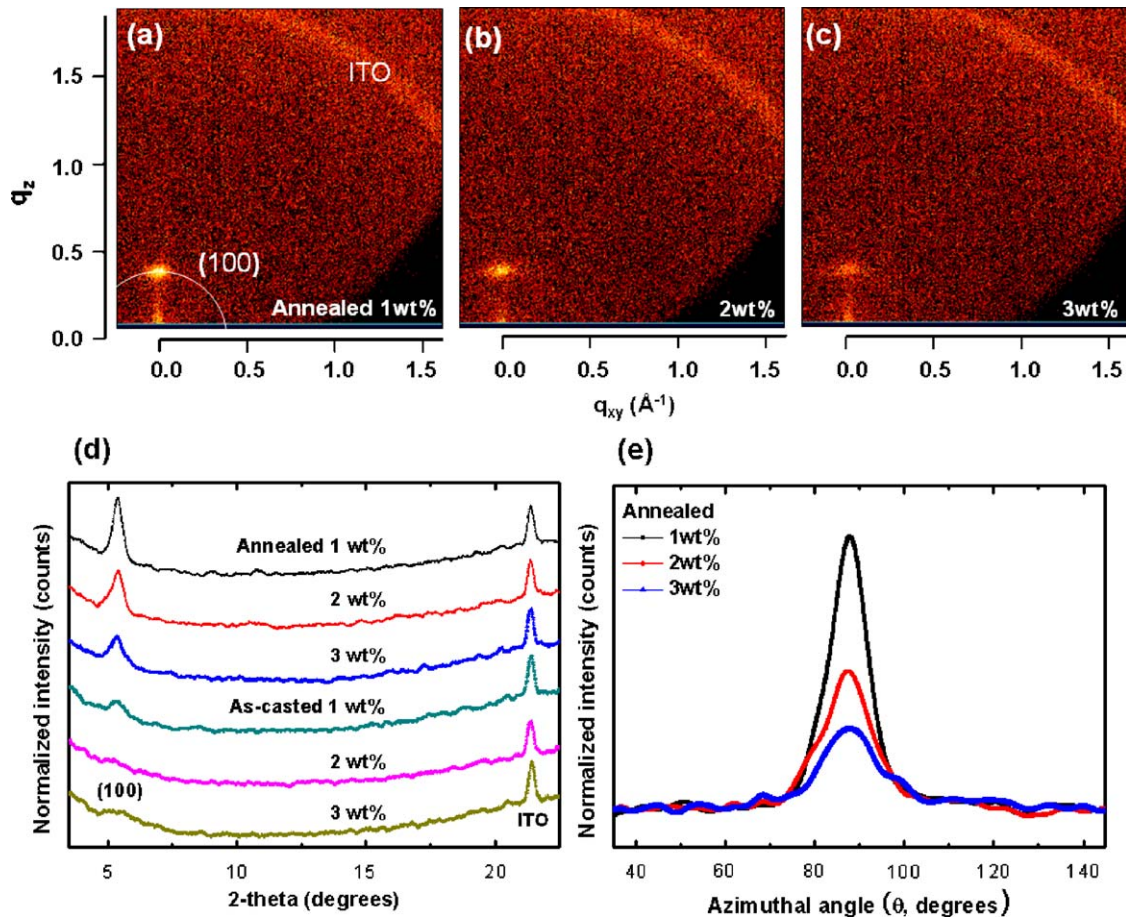 (a)
(b)
(c)
ITO
1.5
1.0
q_z
0.5
(100)
Annealed 1wt%
2wt%
3wt%
0.0
0.0 0.5 1.0 1.5
0.0 0.5 1.0 1.5
0.0 0.5 1.0 1.5
q_xy (Å⁻¹)
(d)
Normalized intensity (counts)
Annealed 1 wt%
2 wt%
3 wt%
As-casted 1 wt%
2 wt%
(100)
3 wt%
ITO
5 10 15 20
2-theta (degrees)
(e)
Normalized intensity (counts)
Annealed
1wt%
2wt%
3wt%
40 60 80 100 120 140
Azimuthal angle (θ, degrees)